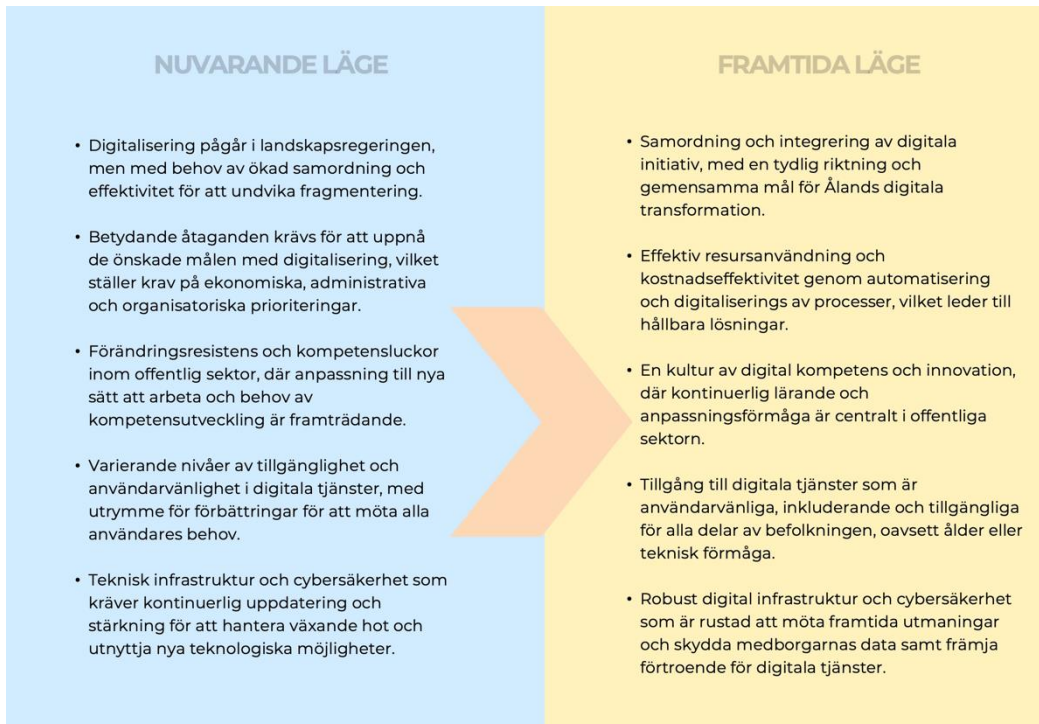 NUVARANDE LÄGE
• Digitalisering pågår i landskapsregeringen,
men med behov av ökad samordning och
effektivitet för att undvika fragmentering.
• Betydande åtaganden krävs för att uppnå
de önskade målen med digitalisering, vilket
ställer krav på ekonomiska, administrativa
och organisatoriska prioriteringar.
• Förändringsresistens och kompetensluckor
inom offentlig sektor, där anpassning till nya
sätt att arbeta och behov av
kompetensutveckling är framträdande.
• Varierande nivåer av tillgänglighet och
användarvänlighet i digitala tjänster, med
utrymme för förbättringar för att möta alla
användares behov.
• Teknisk infrastruktur och cybersäkerhet som
kräver kontinuerlig uppdatering och
stärkning för att hantera växande hot och
utnyttja nya teknologiska möjligheter.
FRAMTIDA LÄGE
• Samordning och integrering av digitala
initiativ, med en tydlig riktning och
gemensamma mål för Ålands digitala
transformation.
• Effektiv resursanvändning och
kostnadseffektivitet genom automatisering
och digitaliserings av processer, vilket leder till
hållbara lösningar.
• En kultur av digital kompetens och innovation,
där kontinuerlig lärande och
anpassningsförmåga är centralt i offentliga
sektorn.
• Tillgång till digitala tjänster som är
användarvänliga, inkluderande och tillgängliga
för alla delar av befolkningen, oavsett ålder eller
teknisk förmåga.
• Robust digital infrastruktur och cybersäkerhet
som är rustad att möta framtida utmaningar
och skydda medborgarnas data samt främja
förtroende för digitala tjänster.